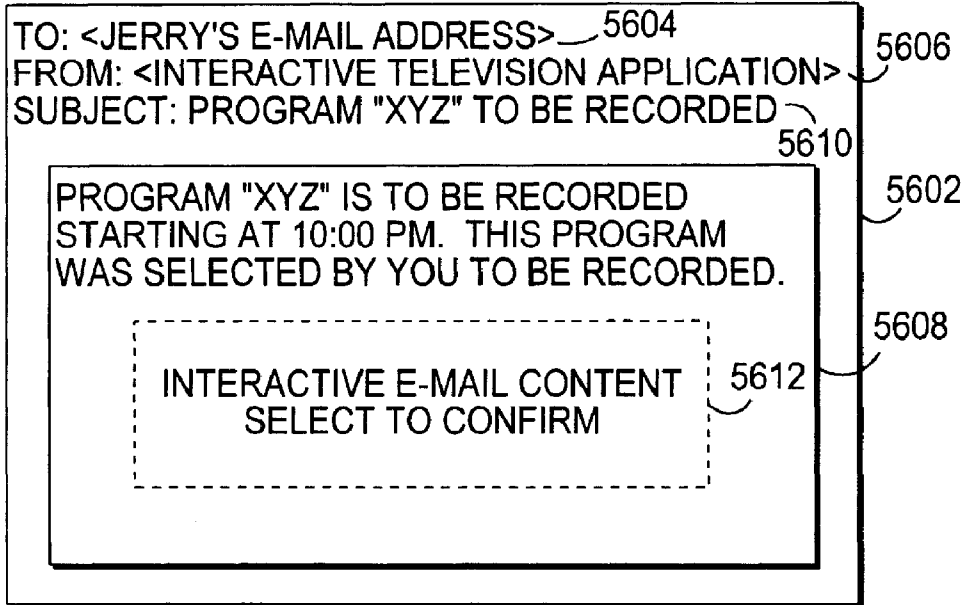 TO: <JERRY'S E-MAIL ADDRESS> 5604
FROM: <INTERACTIVE TELEVISION APPLICATION> 5606
SUBJECT: PROGRAM "XYZ" TO BE RECORDED
5610
5602
PROGRAM "XYZ" IS TO BE RECORDED
STARTING AT 10:00 PM. THIS PROGRAM
WAS SELECTED BY YOU TO BE RECORDED.
5608
INTERACTIVE E-MAIL CONTENT 5612
SELECT TO CONFIRM